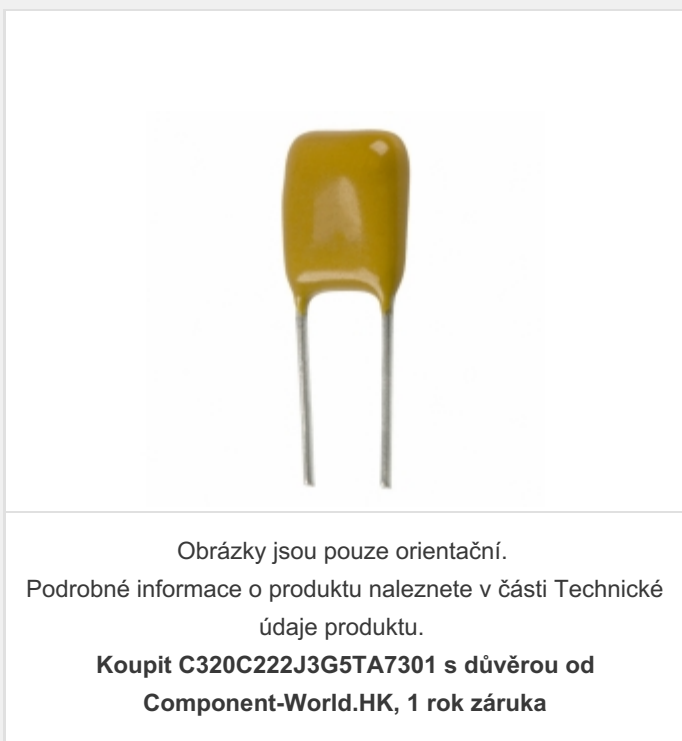 Obrázky jsou pouze orientační.
Podrobné informace o produktu naleznete v části Technické
údaje produktu.
Koupit C320C222J3G5TA7301 s důvěrou od
Component-World.HK, 1 rok záruka